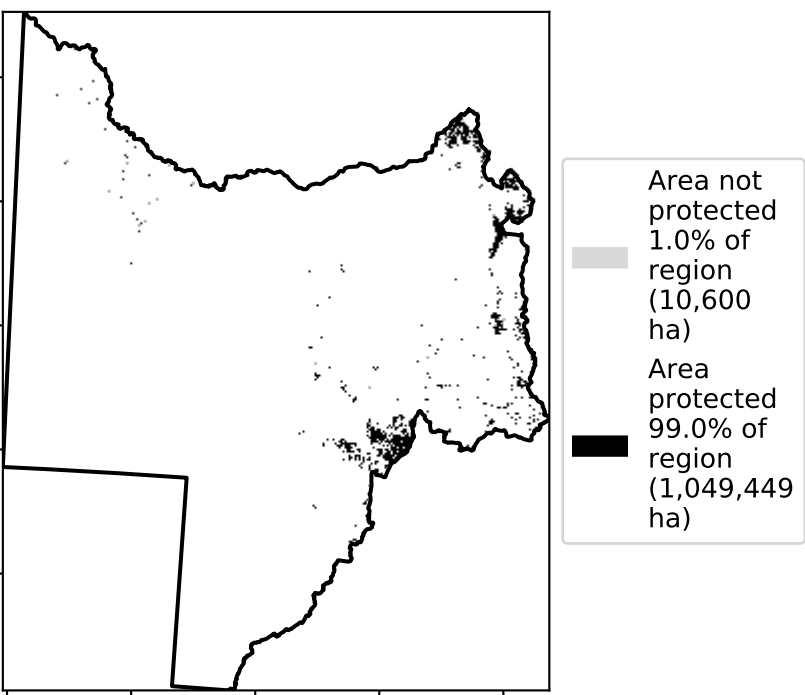 Area not
protected
1.0% of
region
(10,600
ha)
Area
protected
99.0% of
region
(1,049,449
ha)